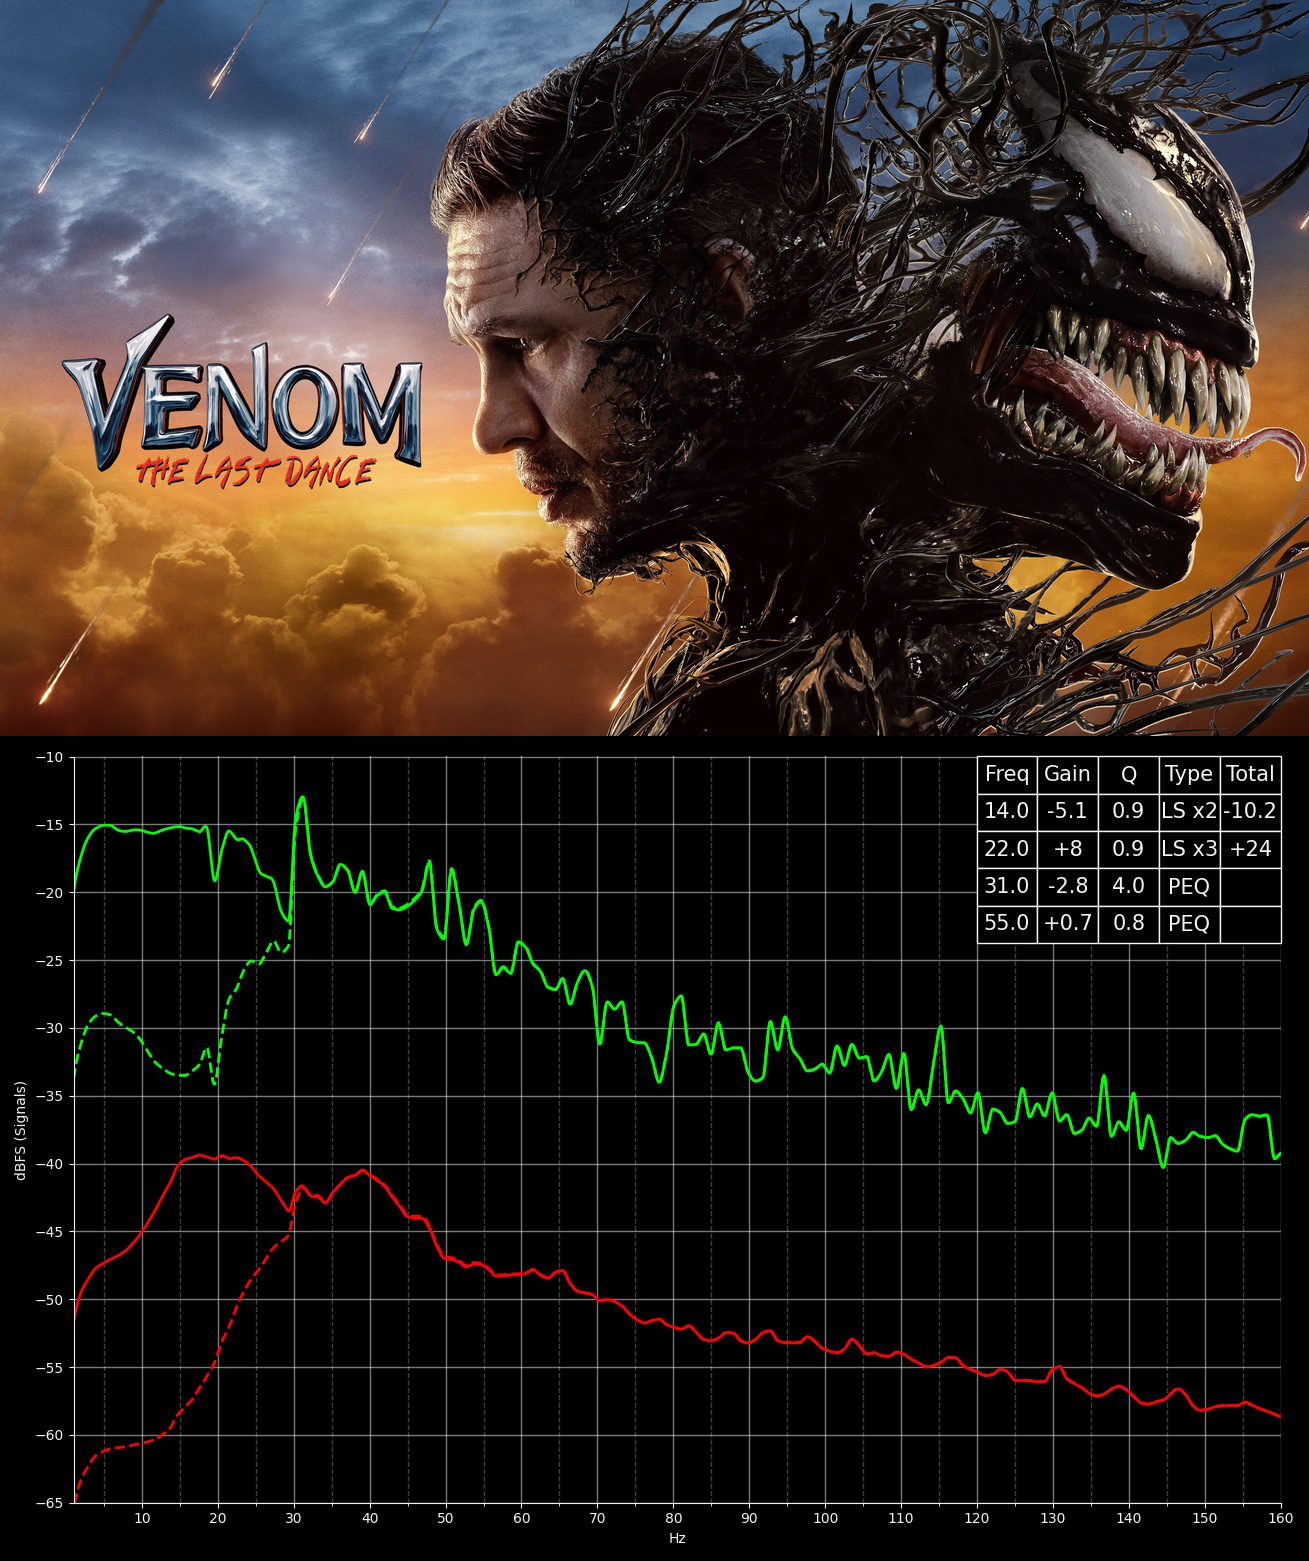 VENOM
THE LAST DANCE
Freq Gain Q Type Total
14.0 -5.1 0.9 LS x2 -10.2
22.0 +8 0.9 LS x3 +24
31.0 -2.8 4.0 PEQ
55.0 +0.7 0.8 PEQ
−10
−15
−20
−25
−30
−35
−40
−45
−50
−55
−60
−65
dBFS (Signals)
10 20 30 40 50 60 70 80 90 100 110 120 130 140 150 160
Hz